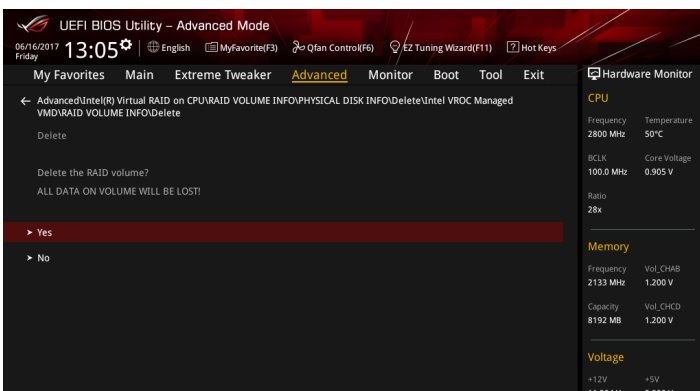 UEFI BIOS Utility – Advanced Mode
06/16/2017 Friday 13:05 English MyFavorite(F3) Qfan Control(F6) EZ Tuning Wizard(F11) ? Hot Keys
My Favorites Main Extreme Tweaker Advanced Monitor Boot Tool Exit
← Advanced\Intel(R) Virtual RAID on CPU\RAID VOLUME INFO\PHYSICAL DISK INFO\Delete\Intel VROC Managed
VMD\RAID VOLUME INFO\Delete
Delete
Delete the RAID volume?
ALL DATA ON VOLUME WILL BE LOST!
➤ Yes
➤ No
Hardware Monitor
CPU
Frequency Temperature
2800 MHz 50°C
BCLK Core Voltage
100.0 MHz 0.905 V
Ratio
28x
Memory
Frequency Vol_CHAB
2133 MHz 1.200 V
Capacity Vol_CHCD
8192 MB 1.200 V
Voltage
+12V +5V